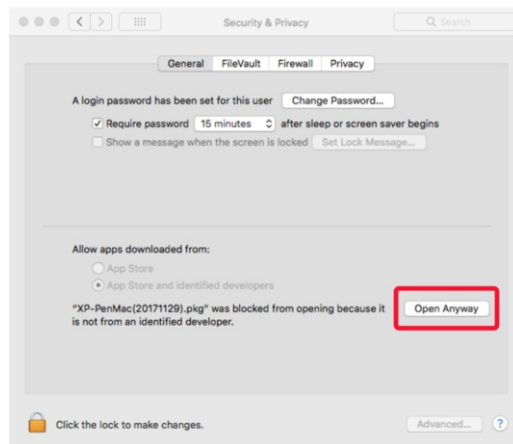 Security & Privacy
Search
General FileVault Firewall Privacy
A login password has been set for this user Change Password...
Require password 15 minutes after sleep or screen saver begins
Show a message when the screen is locked Set Lock Message...
Allow apps downloaded from:
App Store
App Store and identified developers
"XP-PenMac(20171129).pkg" was blocked from opening because it Open Anyway
is not from an identified developer.
Click the lock to make changes. Advanced... ?